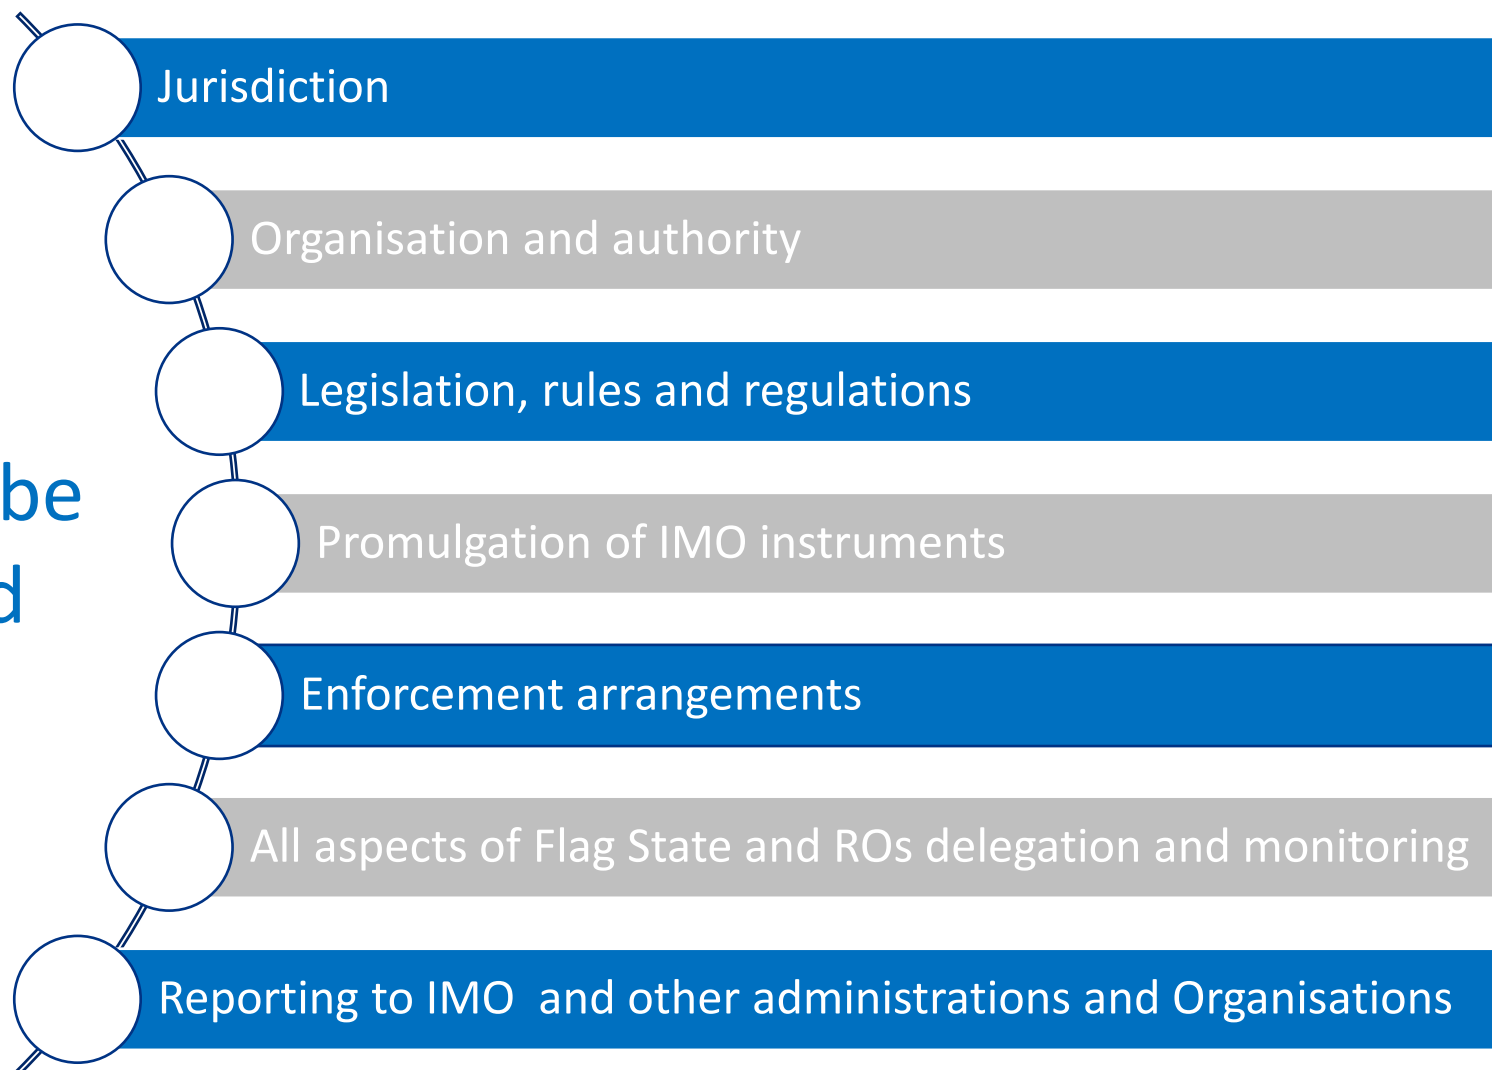 Jurisdiction
Organisation and authority
Legislation, rules and regulations
be
Promulgation of IMO instruments
Enforcement arrangements
All aspects of Flag State and ROs delegation and monitoring
Reporting to IMO  and other administrations and Organisations